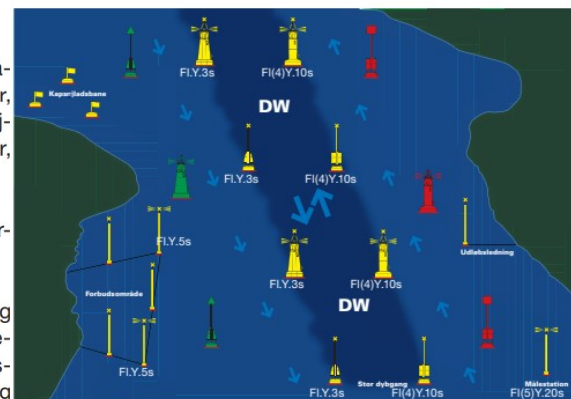 a-
r,
j-
r,
r-
g
e-
s-
g
Fl.Y.3s
Fl(4)Y.10s
Kapsejladsbane
DW
Fl.Y.3s
Fl(4)Y.10s
Fl.Y.5s
Udløbsledning
Fl.Y.3s
Fl(4)Y.10s
Forbudsområde
DW
Fl.Y.5s
Fl.Y.3s
Stor dybgang
Fl(4)Y.10s
Målestation
Fl(5)Y.20s